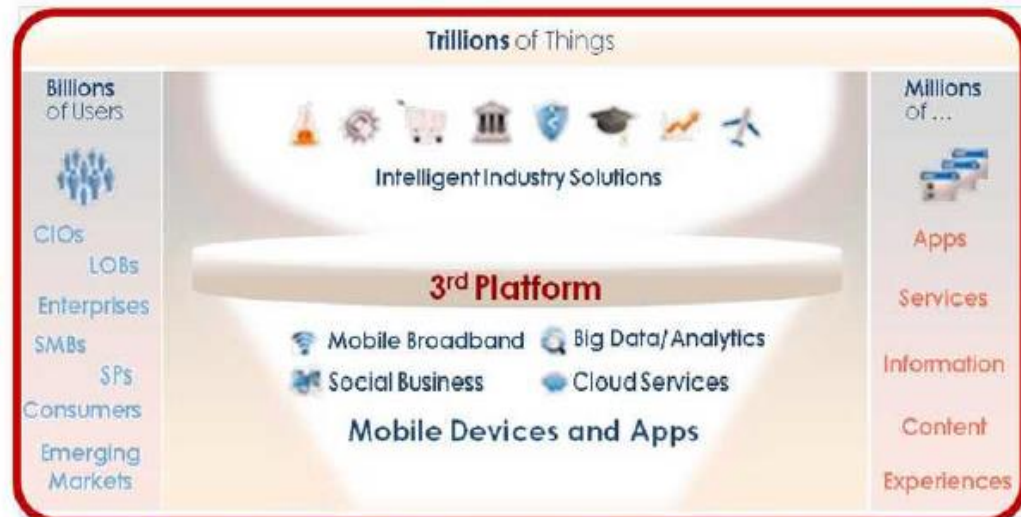 Trillions of Things
Billions
of Users
CIOs
LOBs
Enterprises
SMBs
SPs
Consumers
Emerging
Markets
Intelligent Industry Solutions
3rd Platform
Mobile Broadband
Big Data/Analytics
Social Business
Cloud Services
Mobile Devices and Apps
Millions
of ...
Apps
Services
Information
Content
Experiences